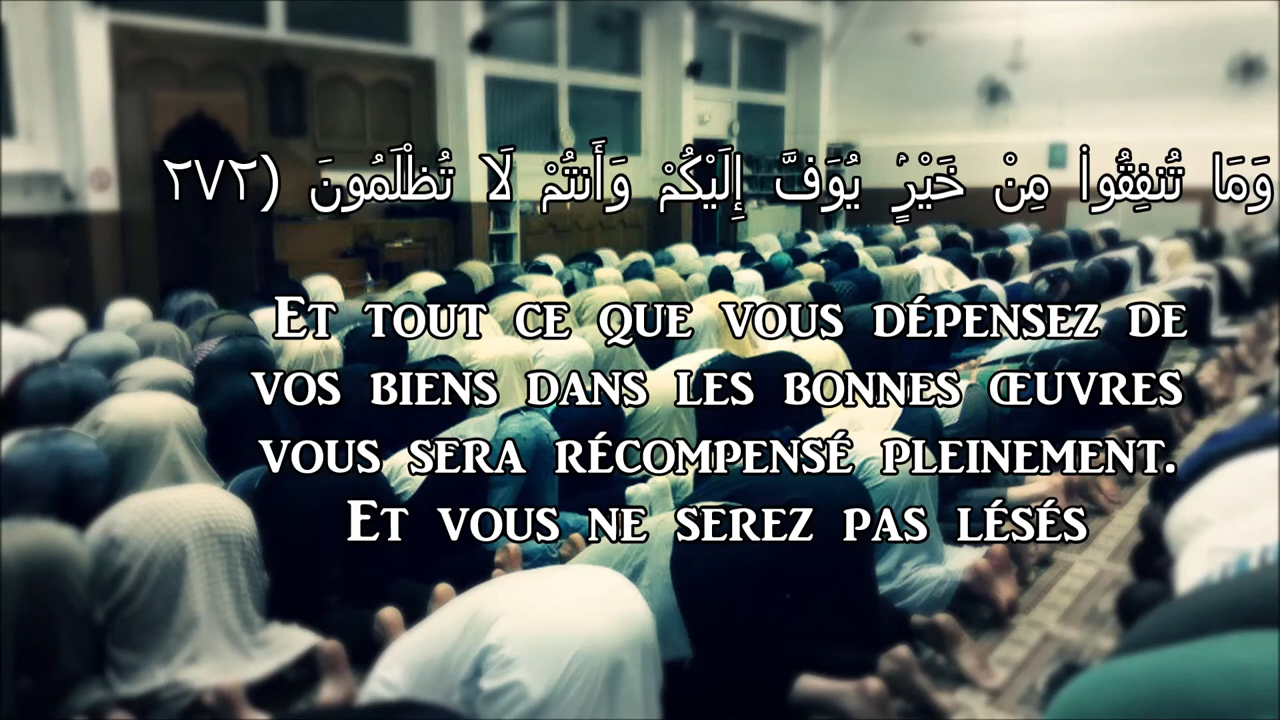 وَمَا تُنفِقُوا۟ مِنْ خَيْرٍۢ يُوَفَّ إِلَيْكُمْ وَأَنتُمْ لَا تُظْلَمُونَ (٢٧٢
Et tout ce que vous dépensez de
vos biens dans les bonnes œuvres
vous sera récompensé pleinement.
Et vous ne serez pas lésés